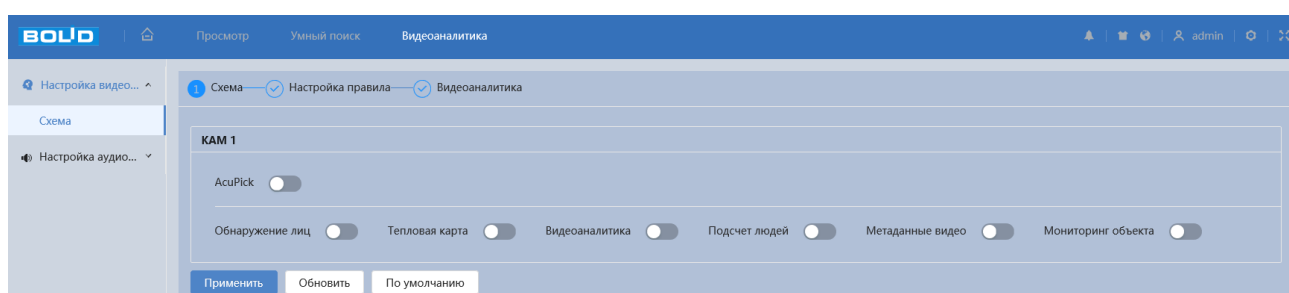 BOLID Просмотр Умный поиск Видеоаналитика admin
Настройка видео... 1 Схема Настройка правила Видеоаналитика
Схема
КАМ 1
Настройка аудио...
AcuPick
Обнаружение лиц Тепловая карта Видеоаналитика Подсчет людей Метаданные видео Мониторинг объекта
Применить Обновить По умолчанию